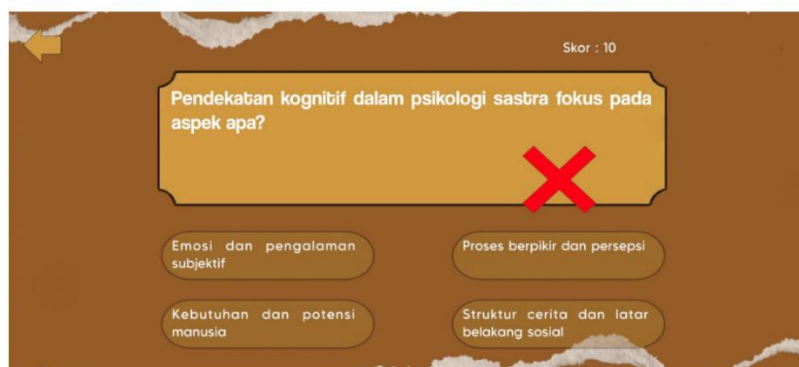 Skor : 10
Pendekatan kognitif dalam psikologi sastra fokus pada
aspek apa?
Emosi dan pengalaman
subjektif
Proses berpikir dan persepsi
Kebutuhan dan potensi
manusia
Struktur cerita dan latar
belakang sosial